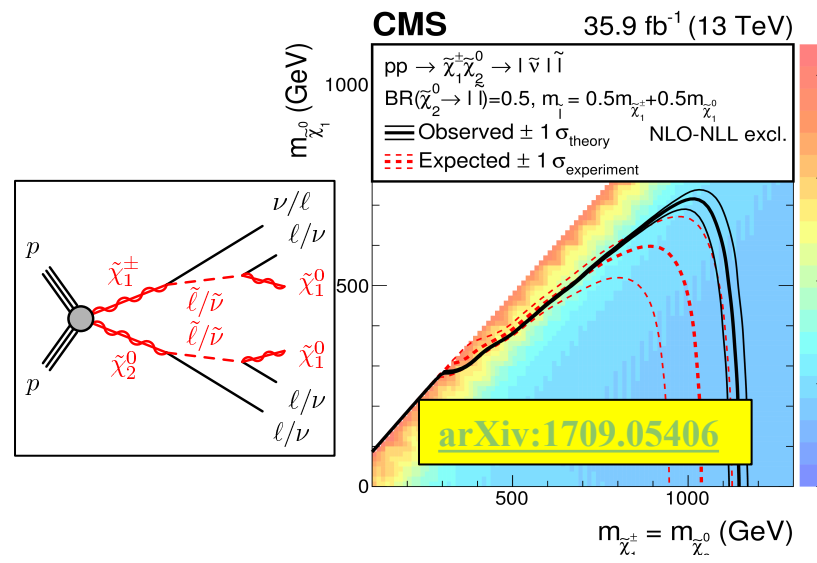 CMS 35.9 fb⁻¹ (13 TeV)
pp → χ̃₁±χ̃₂⁰ → l ν̃ l l̃
BR(χ̃₂⁰ → l l̃)=0.5, m_l̃ = 0.5m_χ̃₁± +0.5m_χ̃₁⁰
Observed ± 1 σ_theory NLO-NLL excl.
Expected ± 1 σ_experiment
m_χ̃₁⁰ (GeV)
1000
500
0
500
1000
m_χ̃₁± = m_χ̃₂⁰ (GeV)
arXiv:1709.05406
p
p
χ̃₁±
χ̃₂⁰
ν/ℓ
ℓ/ν
ℓ̃/ν̃
χ̃₁⁰
ℓ̃/ν̃
χ̃₁⁰
ℓ/ν
ℓ/ν